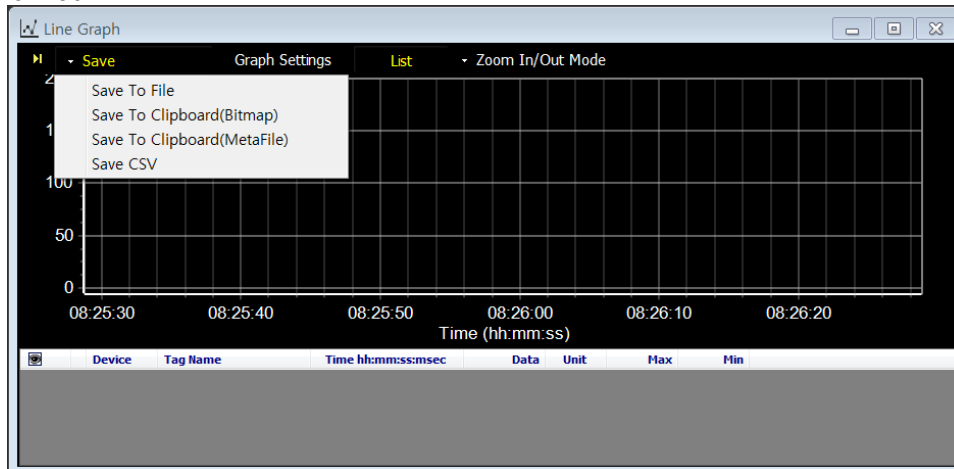 Line Graph
Save Graph Settings List Zoom In/Out Mode
Save To File
Save To Clipboard(Bitmap)
Save To Clipboard(MetaFile)
Save CSV
100
50
0
08:25:30 08:25:40 08:25:50 08:26:00 08:26:10 08:26:20
Time (hh:mm:ss)
Device Tag Name Time hh:mm:ss:msec Data Unit Max Min